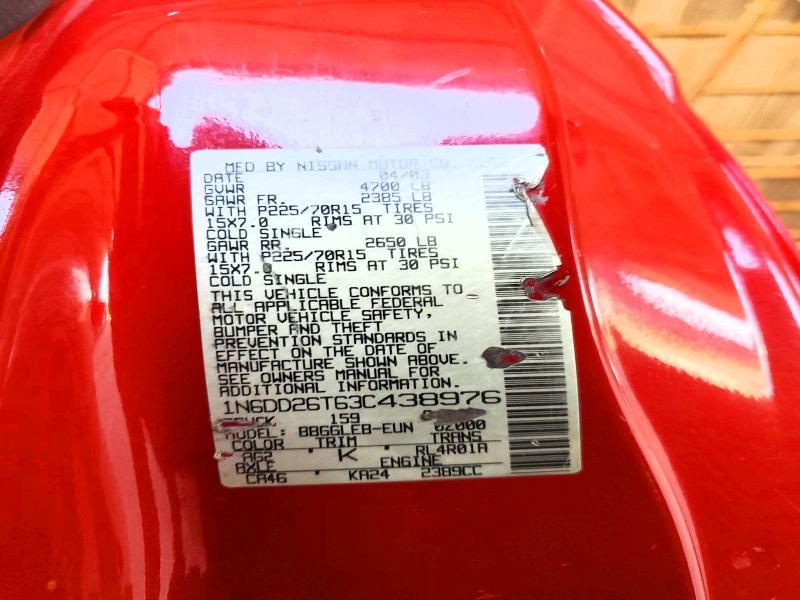 MFD BY NISSAN MOTOR CO.
DATE 04/03
GVWR 4700 LB
GAWR FR. 2385 LB
WITH P225/70R15 TIRES
15X7.0 RIMS AT 30 PSI
COLD SINGLE
GAWR RR. 2650 LB
WITH P225/70R15 TIRES
15X7.0 RIMS AT 30 PSI
COLD SINGLE
THIS VEHICLE CONFORMS TO
ALL APPLICABLE FEDERAL
MOTOR VEHICLE SAFETY,
BUMPER AND THEFT
PREVENTION STANDARDS IN
EFFECT ON THE DATE OF
MANUFACTURE SHOWN ABOVE.
SEE OWNERS MANUAL FOR
ADDITIONAL INFORMATION.
1N6DD26T63C438976
TRUCK 159
MODEL: BBGGLEB-EUN 02000
COLOR TRIM TRANS
AG2 • K • RL4R01A
AXLE ENGINE
CA46 • KA24 2389CC